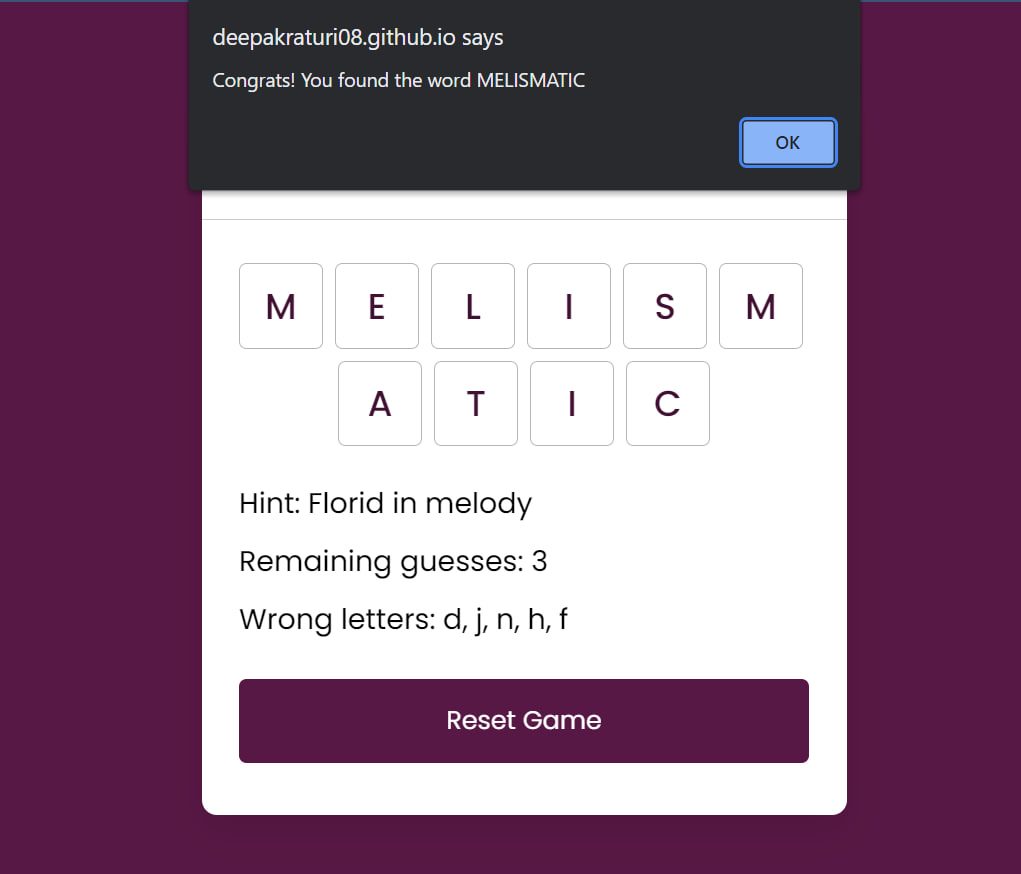 deepakraturi08.github.io says
Congrats! You found the word MELISMATIC
OK
M E L I S M
A T I C
Hint: Florid in melody
Remaining guesses: 3
Wrong letters: d, j, n, h, f
Reset Game